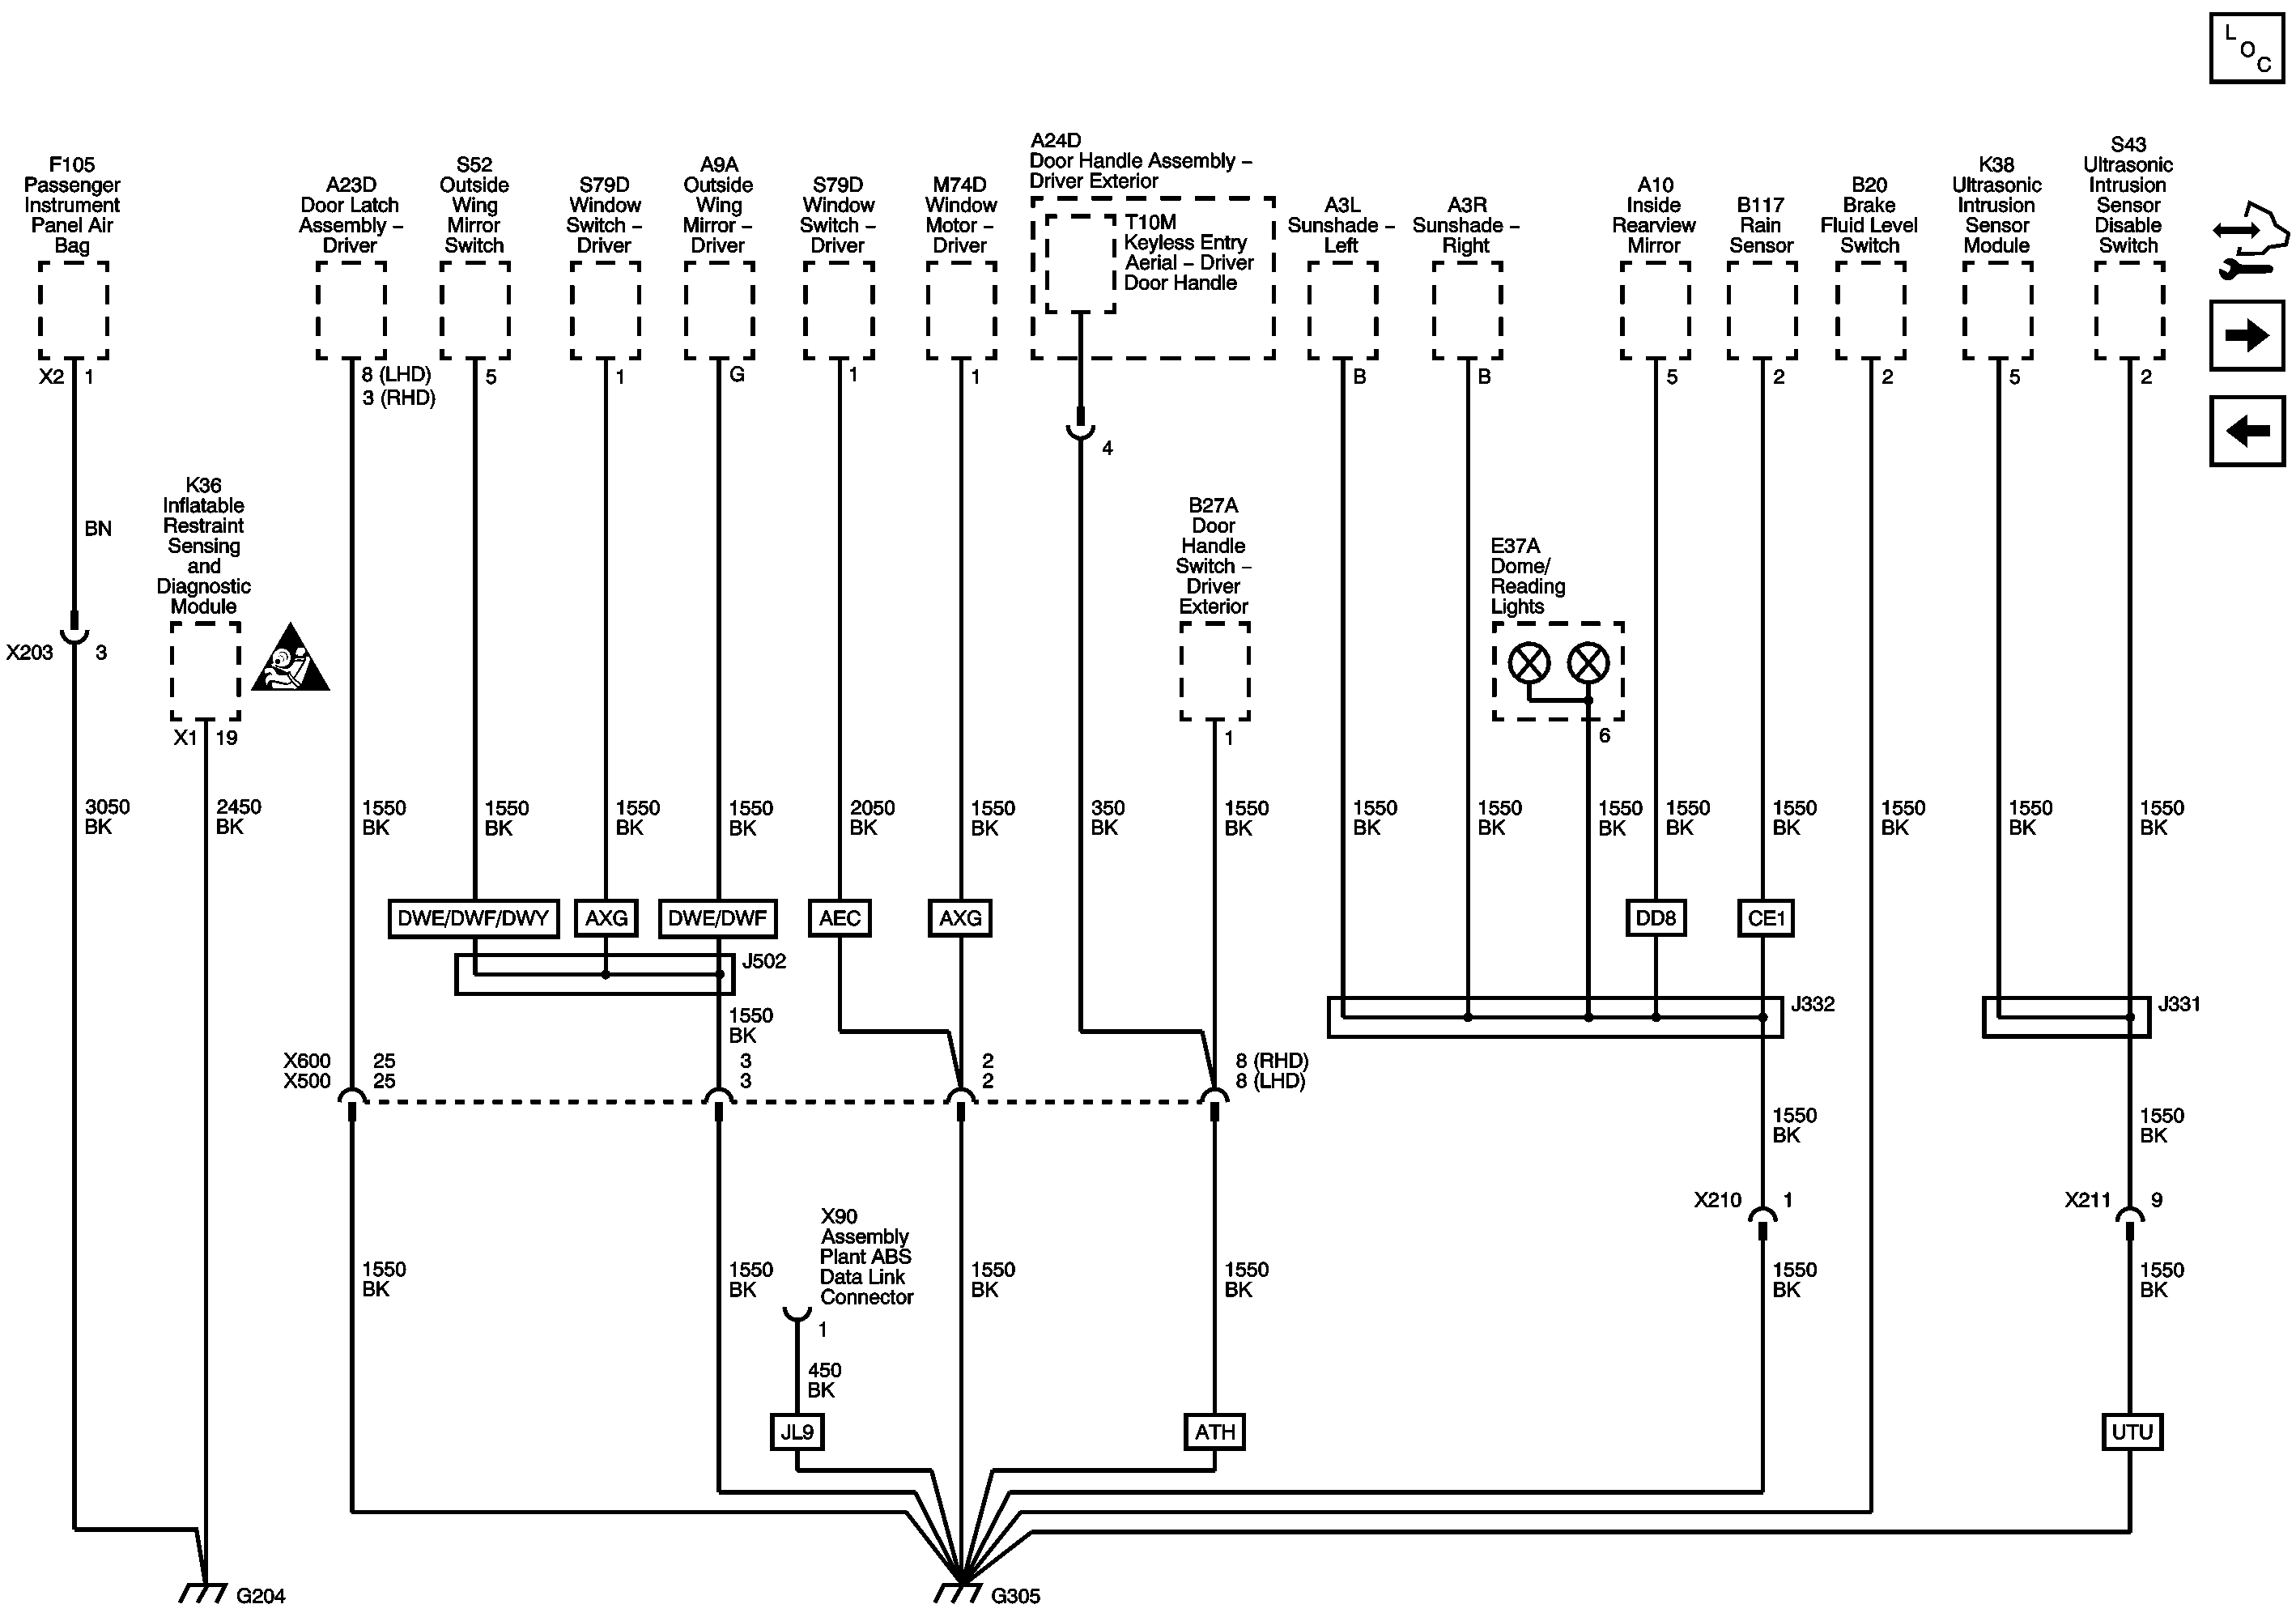 L
O
C
F105
Passenger
Instrument
Panel Air
Bag
A23D
Door Latch
Assembly –
Driver
S52
Outside
Wing
Mirror
Switch
S79D
Window
Switch –
Driver
A9A
Outside
Wing
Mirror –
Driver
S79D
Window
Switch –
Driver
M74D
Window
Motor –
Driver
A24D
Door Handle Assembly –
Driver Exterior
T10M
Keyless Entry
Aerial – Driver
Door Handle
A3L
Sunshade –
Left
A3R
Sunshade –
Right
A10
Inside
Rearview
Mirror
B117
Rain
Sensor
B20
Brake
Fluid Level
Switch
K38
Ultrasonic
Intrusion
Sensor
Module
S43
Ultrasonic
Intrusion
Sensor
Disable
Switch
X2 1
8 (LHD)
3 (RHD)
5
1
G
1
1
B
B
5
2
2
5
2
4
K36
Inflatable
Restraint
Sensing
and
Diagnostic
Module
BN
B27A
Door
Handle
Switch –
Driver
Exterior
E37A
Dome/
Reading
Lights
X203 3
X1 19
1
6
3050
BK
2450
BK
1550
BK
1550
BK
1550
BK
1550
BK
2050
BK
1550
BK
350
BK
1550
BK
1550
BK
1550
BK
1550
BK
1550
BK
1550
BK
1550
BK
1550
BK
1550
BK
DWE/DWF/DWY
AXG
DWE/DWF
AEC
AXG
DD8
CE1
J502
J332
J331
1550
BK
X600 25
X500 25
3
3
2
2
8 (RHD)
8 (LHD)
1550
BK
1550
BK
X210 1
X211 9
X90
Assembly
Plant ABS
Data Link
Connector
1
1550
BK
1550
BK
1550
BK
1550
BK
1550
BK
1550
BK
450
BK
JL9
ATH
UTU
G204
G305